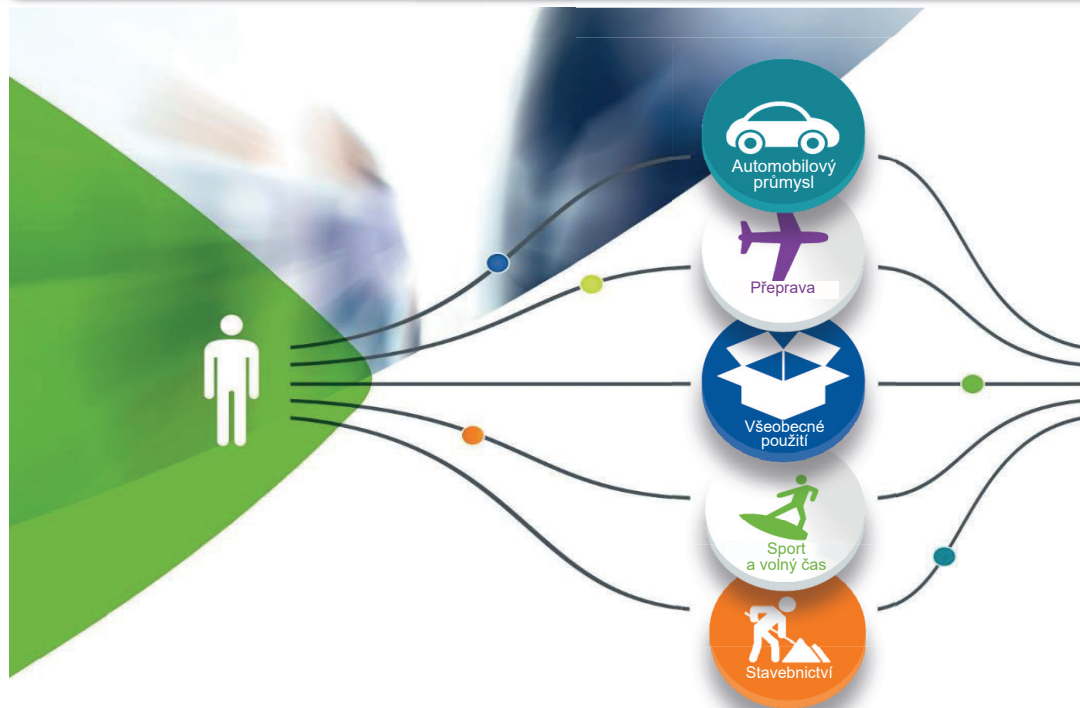 Automobilový
průmysl
Přeprava
Všeobecné
použití
Sport
a volný čas
Stavebnictví